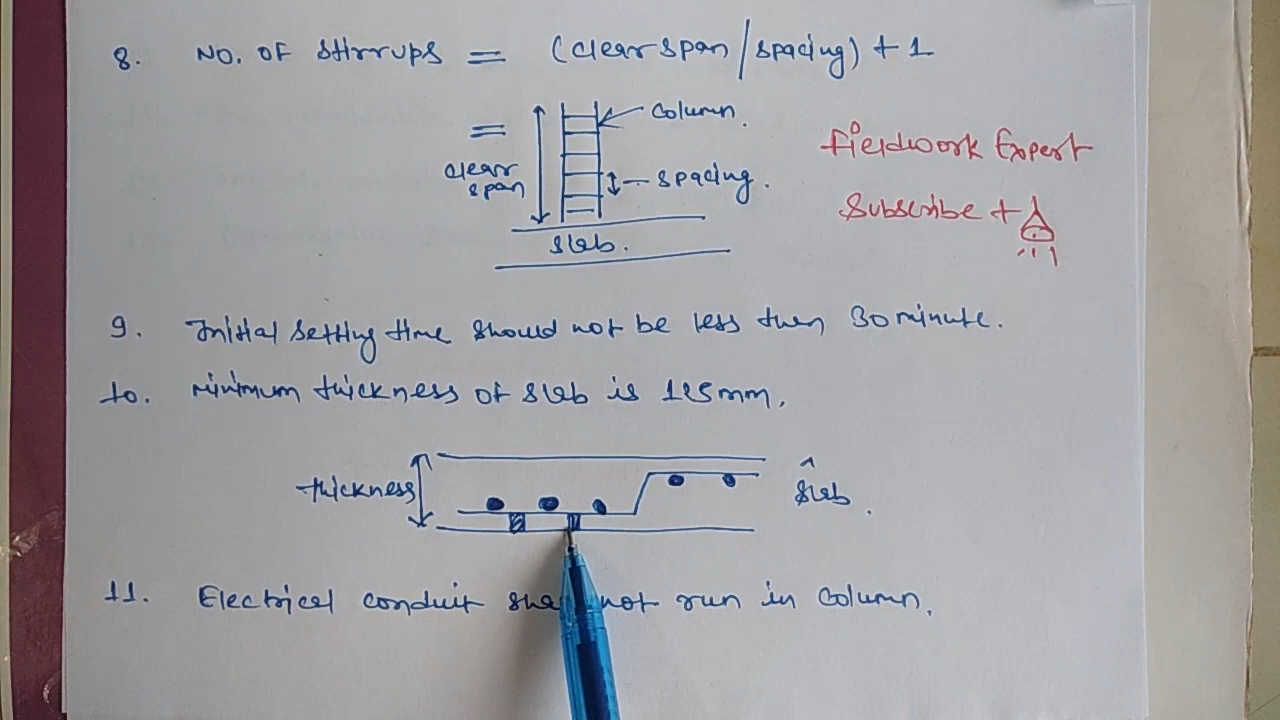 8. No. of stirrups = (clear span/spacing) + 1
=
column.
clear
span
spacing.
slab.
Fieldwork Expert
Subscribe +
9. Initial setting time should not be less then 30 minute.
10. Minimum thickness of slab is 125mm.
thickness
slab.
11. Electrical conduit not run in column.